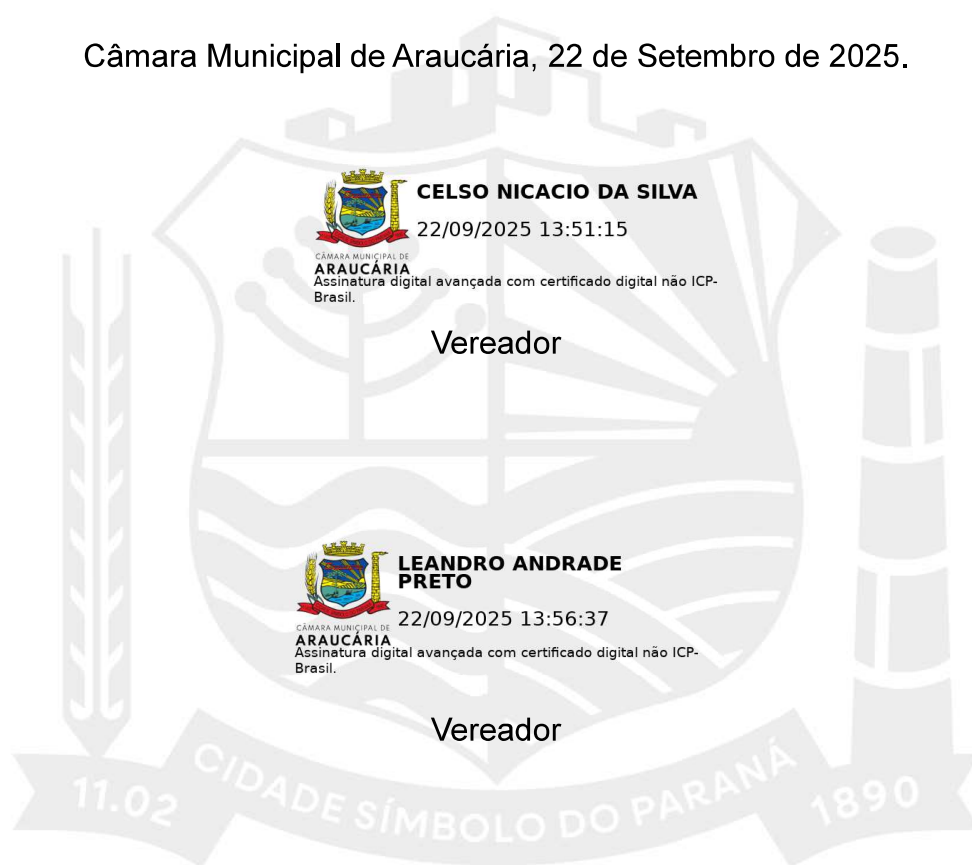 Câmara Municipal de Araucária, 22 de Setembro de 2025.
CELSO NICACIO DA SILVA
22/09/2025 13:51:15
CÂMARA MUNICIPAL DE
ARAUCÁRIA
Assinatura digital avançada com certificado digital não ICP-
Brasil.
Vereador
LEANDRO ANDRADE
PRETO
22/09/2025 13:56:37
CÂMARA MUNICIPAL DE
ARAUCÁRIA
Assinatura digital avançada com certificado digital não ICP-
Brasil.
Vereador
11.02 CIDADE SÍMBOLO DO PARANÁ 1890